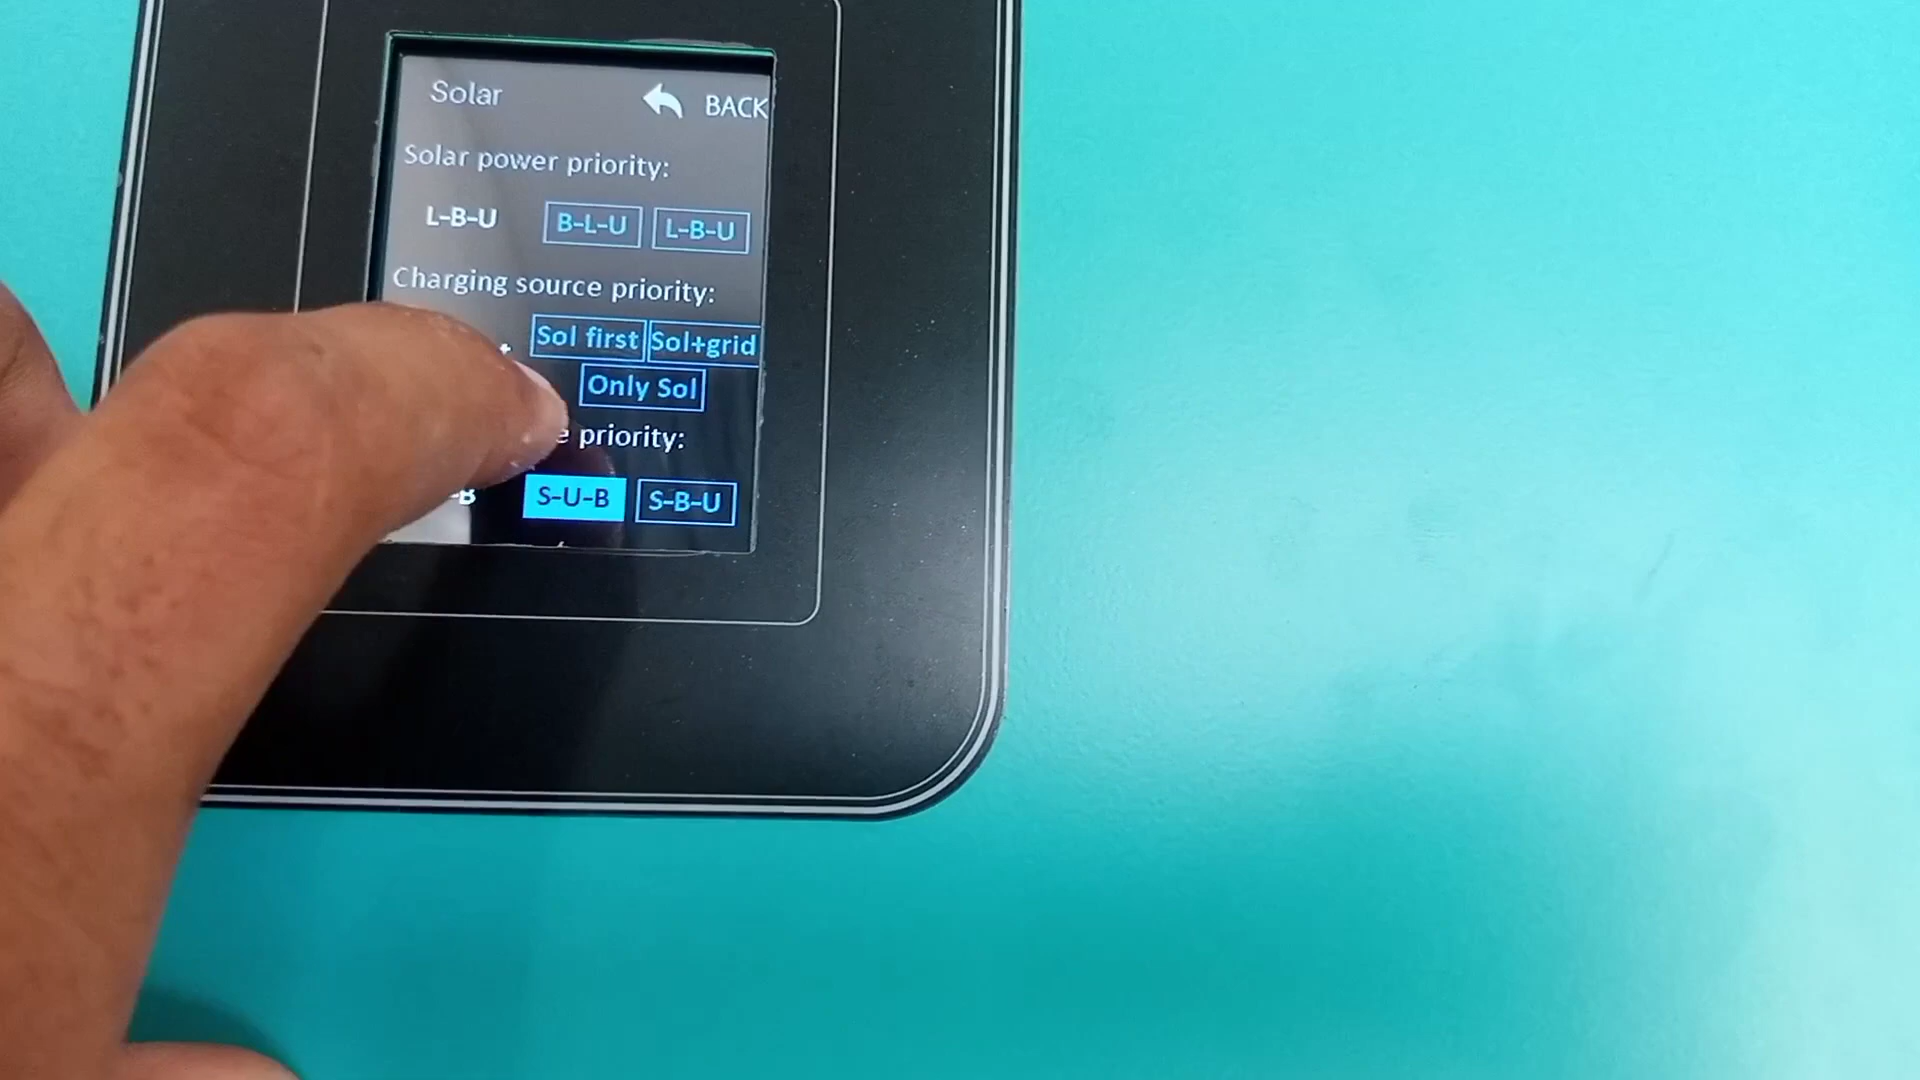 Solar BACK
Solar power priority:
L-B-U B-L-U L-B-U
Charging source priority:
Sol first Sol+grid
Only Sol
priority:
S-U-B S-B-U